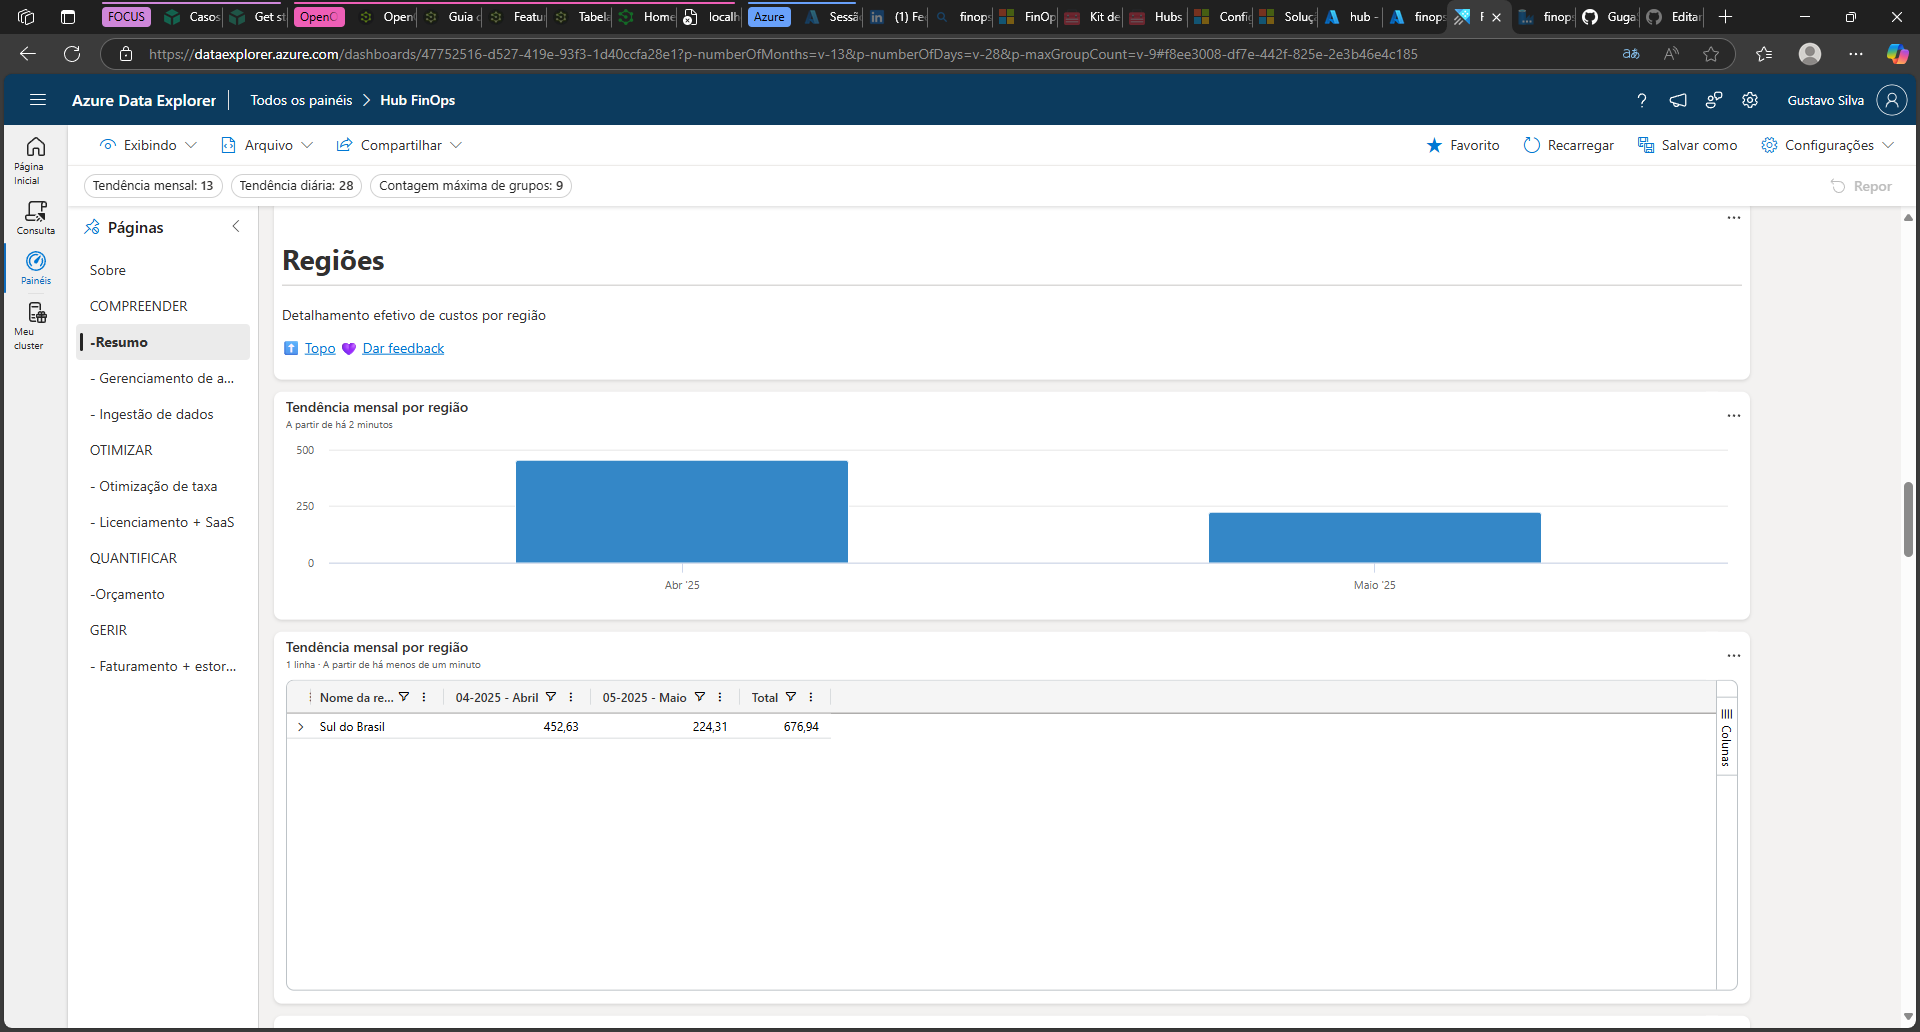 FOCUS
Casos
Get st
OpenC
Open
Guia c
Featur
Tabela
Home
localh
Azure
Sessã
(1) Fe
finop
FinOp
Kit de
Hubs
Config
Soluç
hub -
finop
F
finop
Guga
Editar
https://dataexplorer.azure.com/dashboards/47752516-d527-419e-93f3-1d40ccfa28e1?p-numberOfMonths=v-13&p-numberOfDays=v-28&p-maxGroupCount=v-9#f8ee3008-df7e-442f-825e-2e3b46e4c185
Azure Data Explorer
Todos os painéis > Hub FinOps
Gustavo Silva
Exibindo
Arquivo
Compartilhar
Favorito
Recarregar
Salvar como
Configurações
Tendência mensal: 13
Tendência diária: 28
Contagem máxima de grupos: 9
Repor
Página
Inicial
Consulta
Painéis
Meu
cluster
Páginas
Sobre
COMPREENDER
-Resumo
- Gerenciamento de a...
- Ingestão de dados
OTIMIZAR
- Otimização de taxa
- Licenciamento + SaaS
QUANTIFICAR
-Orçamento
GERIR
- Faturamento + estor...
Regiões
Detalhamento efetivo de custos por região
Topo 💜 Dar feedback
Tendência mensal por região
A partir de há 2 minutos
500
250
0
Abr '25
Maio '25
Tendência mensal por região
1 linha · A partir de há menos de um minuto
Nome da re...
04-2025 - Abril
05-2025 - Maio
Total
Sul do Brasil
452,63
224,31
676,94
Colunas